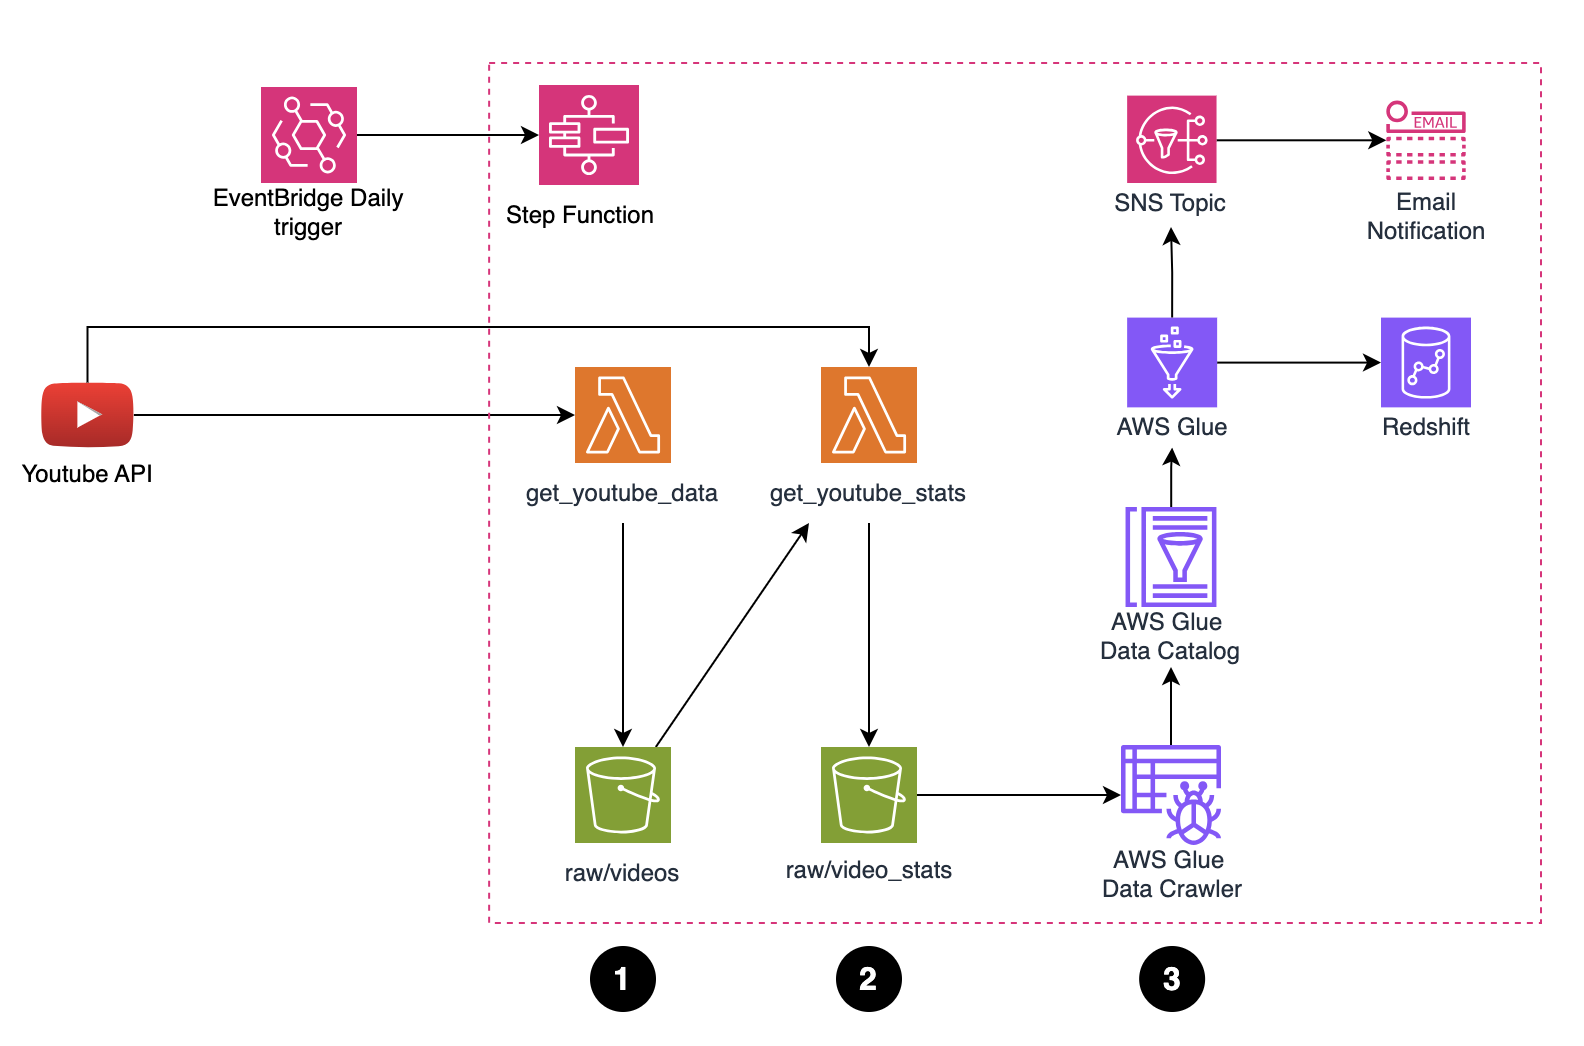 EventBridge Daily
trigger
Step Function
SNS Topic
EMAIL
Email
Notification
Youtube API
get_youtube_data
get_youtube_stats
AWS Glue
Redshift
AWS Glue
Data Catalog
raw/videos
raw/video_stats
AWS Glue
Data Crawler
1
2
3